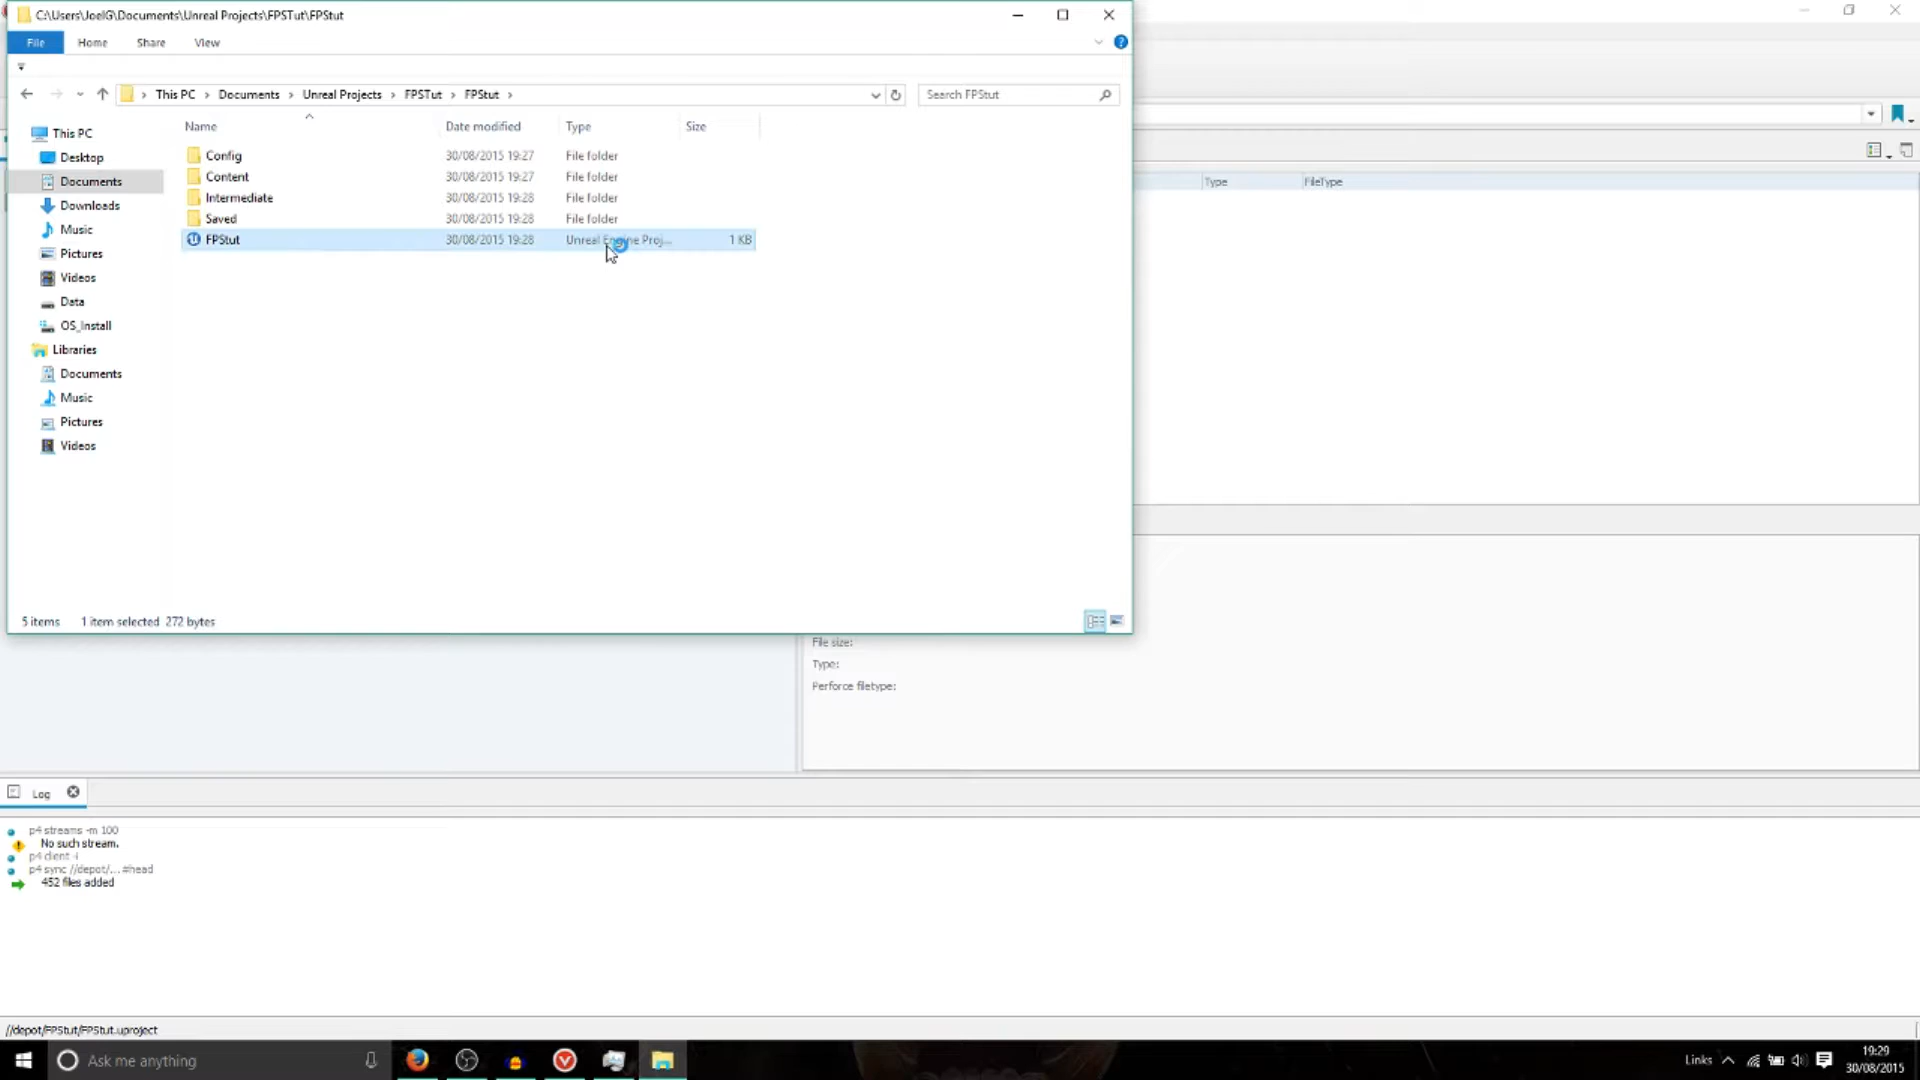 C:\Users\JoelG\Documents\Unreal Projects\FPSTut\FPStut
File Home Share View
This PC Documents Unreal Projects FPSTut FPStut
Search FPStut
Name Date modified Type Size
This PC
Desktop
Documents
Downloads
Music
Pictures
Videos
Data
OS_Install
Libraries
Documents
Music
Pictures
Videos
Config 30/08/2015 19:27 File folder
Content 30/08/2015 19:27 File folder
Intermediate 30/08/2015 19:28 File folder
Saved 30/08/2015 19:28 File folder
FPStut 30/08/2015 19:28 Unreal Engine Proj... 1 KB
5 items 1 item selected 272 bytes
Type FileType
File size:
Type:
Perforce filetype:
Log
p4 streams -m 100
No such stream.
p4 client -i
p4 sync //depot/... #head
452 files added
//depot/FPStut/FPStut.uproject
Ask me anything
Links
19:29
30/08/2015